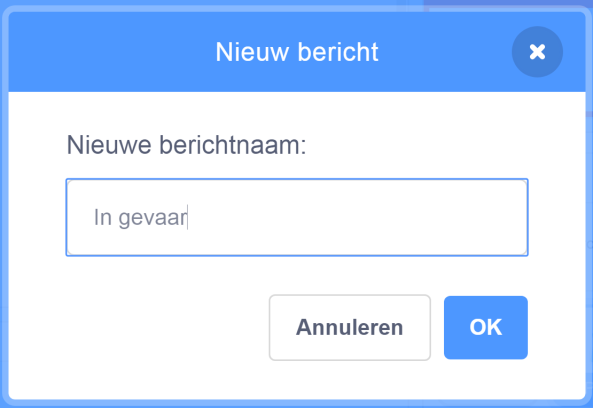 Nieuw bericht
Nieuwe berichtnaam:
In gevaar
Annuleren OK